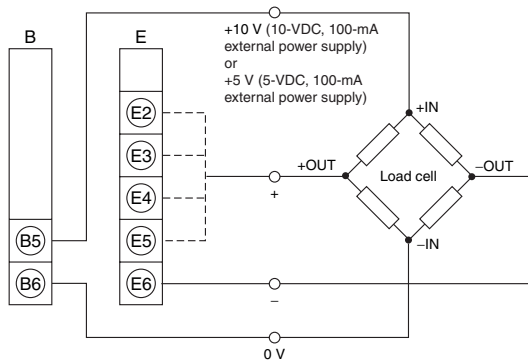 B
E
+10 V (10-VDC, 100-mA
external power supply)
or
+5 V (5-VDC, 100-mA
external power supply)
E2
+IN
E3
+OUT
Load cell
−OUT
E4
+
B5
E5
−IN
B6
E6
−
0 V